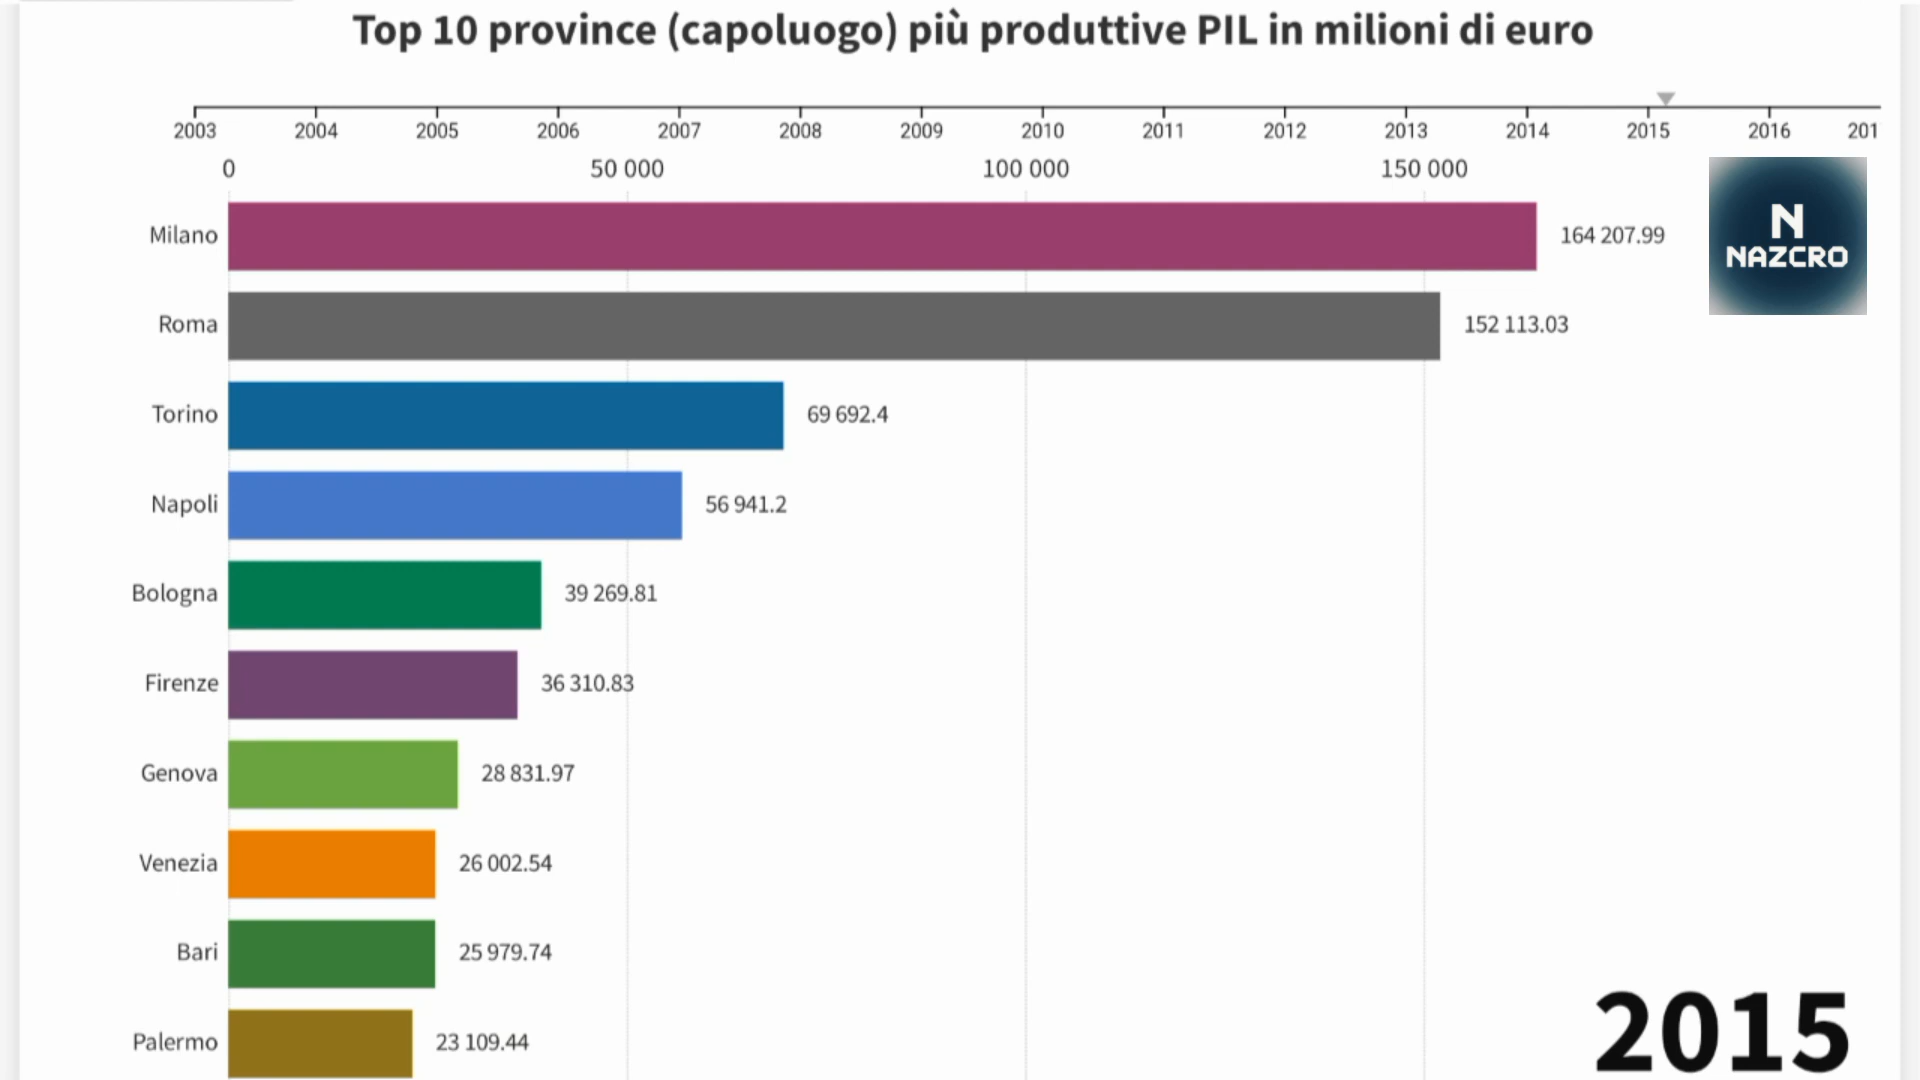 Top 10 province (capoluogo) più produttive PIL in milioni di euro
2003 2004 2005 2006 2007 2008 2009 2010 2011 2012 2013 2014 2015 2016 201
0 50 000 100 000 150 000
N
NAZCRO
Milano 164 207.99
Roma 152 113.03
Torino 69 692.4
Napoli 56 941.2
Bologna 39 269.81
Firenze 36 310.83
Genova 28 831.97
Venezia 26 002.54
Bari 25 979.74
Palermo 23 109.44
2015